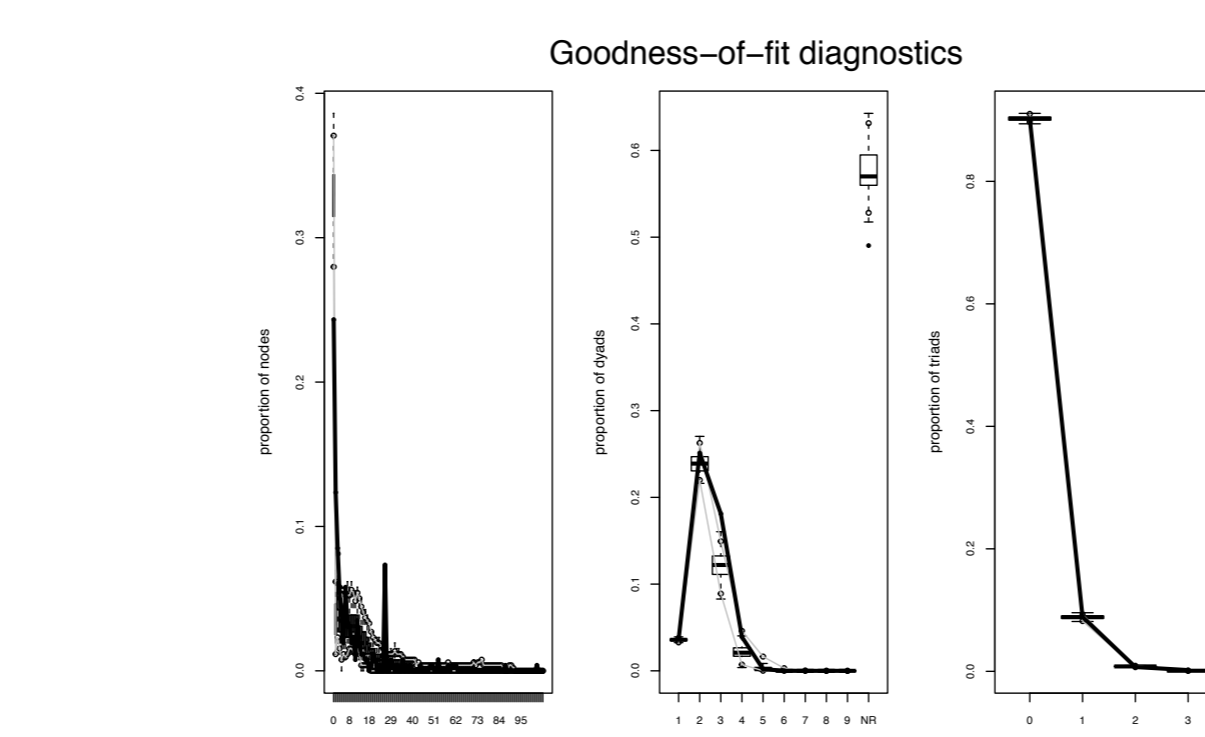 Goodness−of−fit diagnostics
proportion of nodes
0.0 0.1 0.2 0.3 0.4
0 8 18 29 40 51 62 73 84 95
proportion of dyads
0.0 0.1 0.2 0.3 0.4 0.5 0.6
1 2 3 4 5 6 7 8 9 NR
proportion of triads
0.0 0.2 0.4 0.6 0.8
0 1 2 3